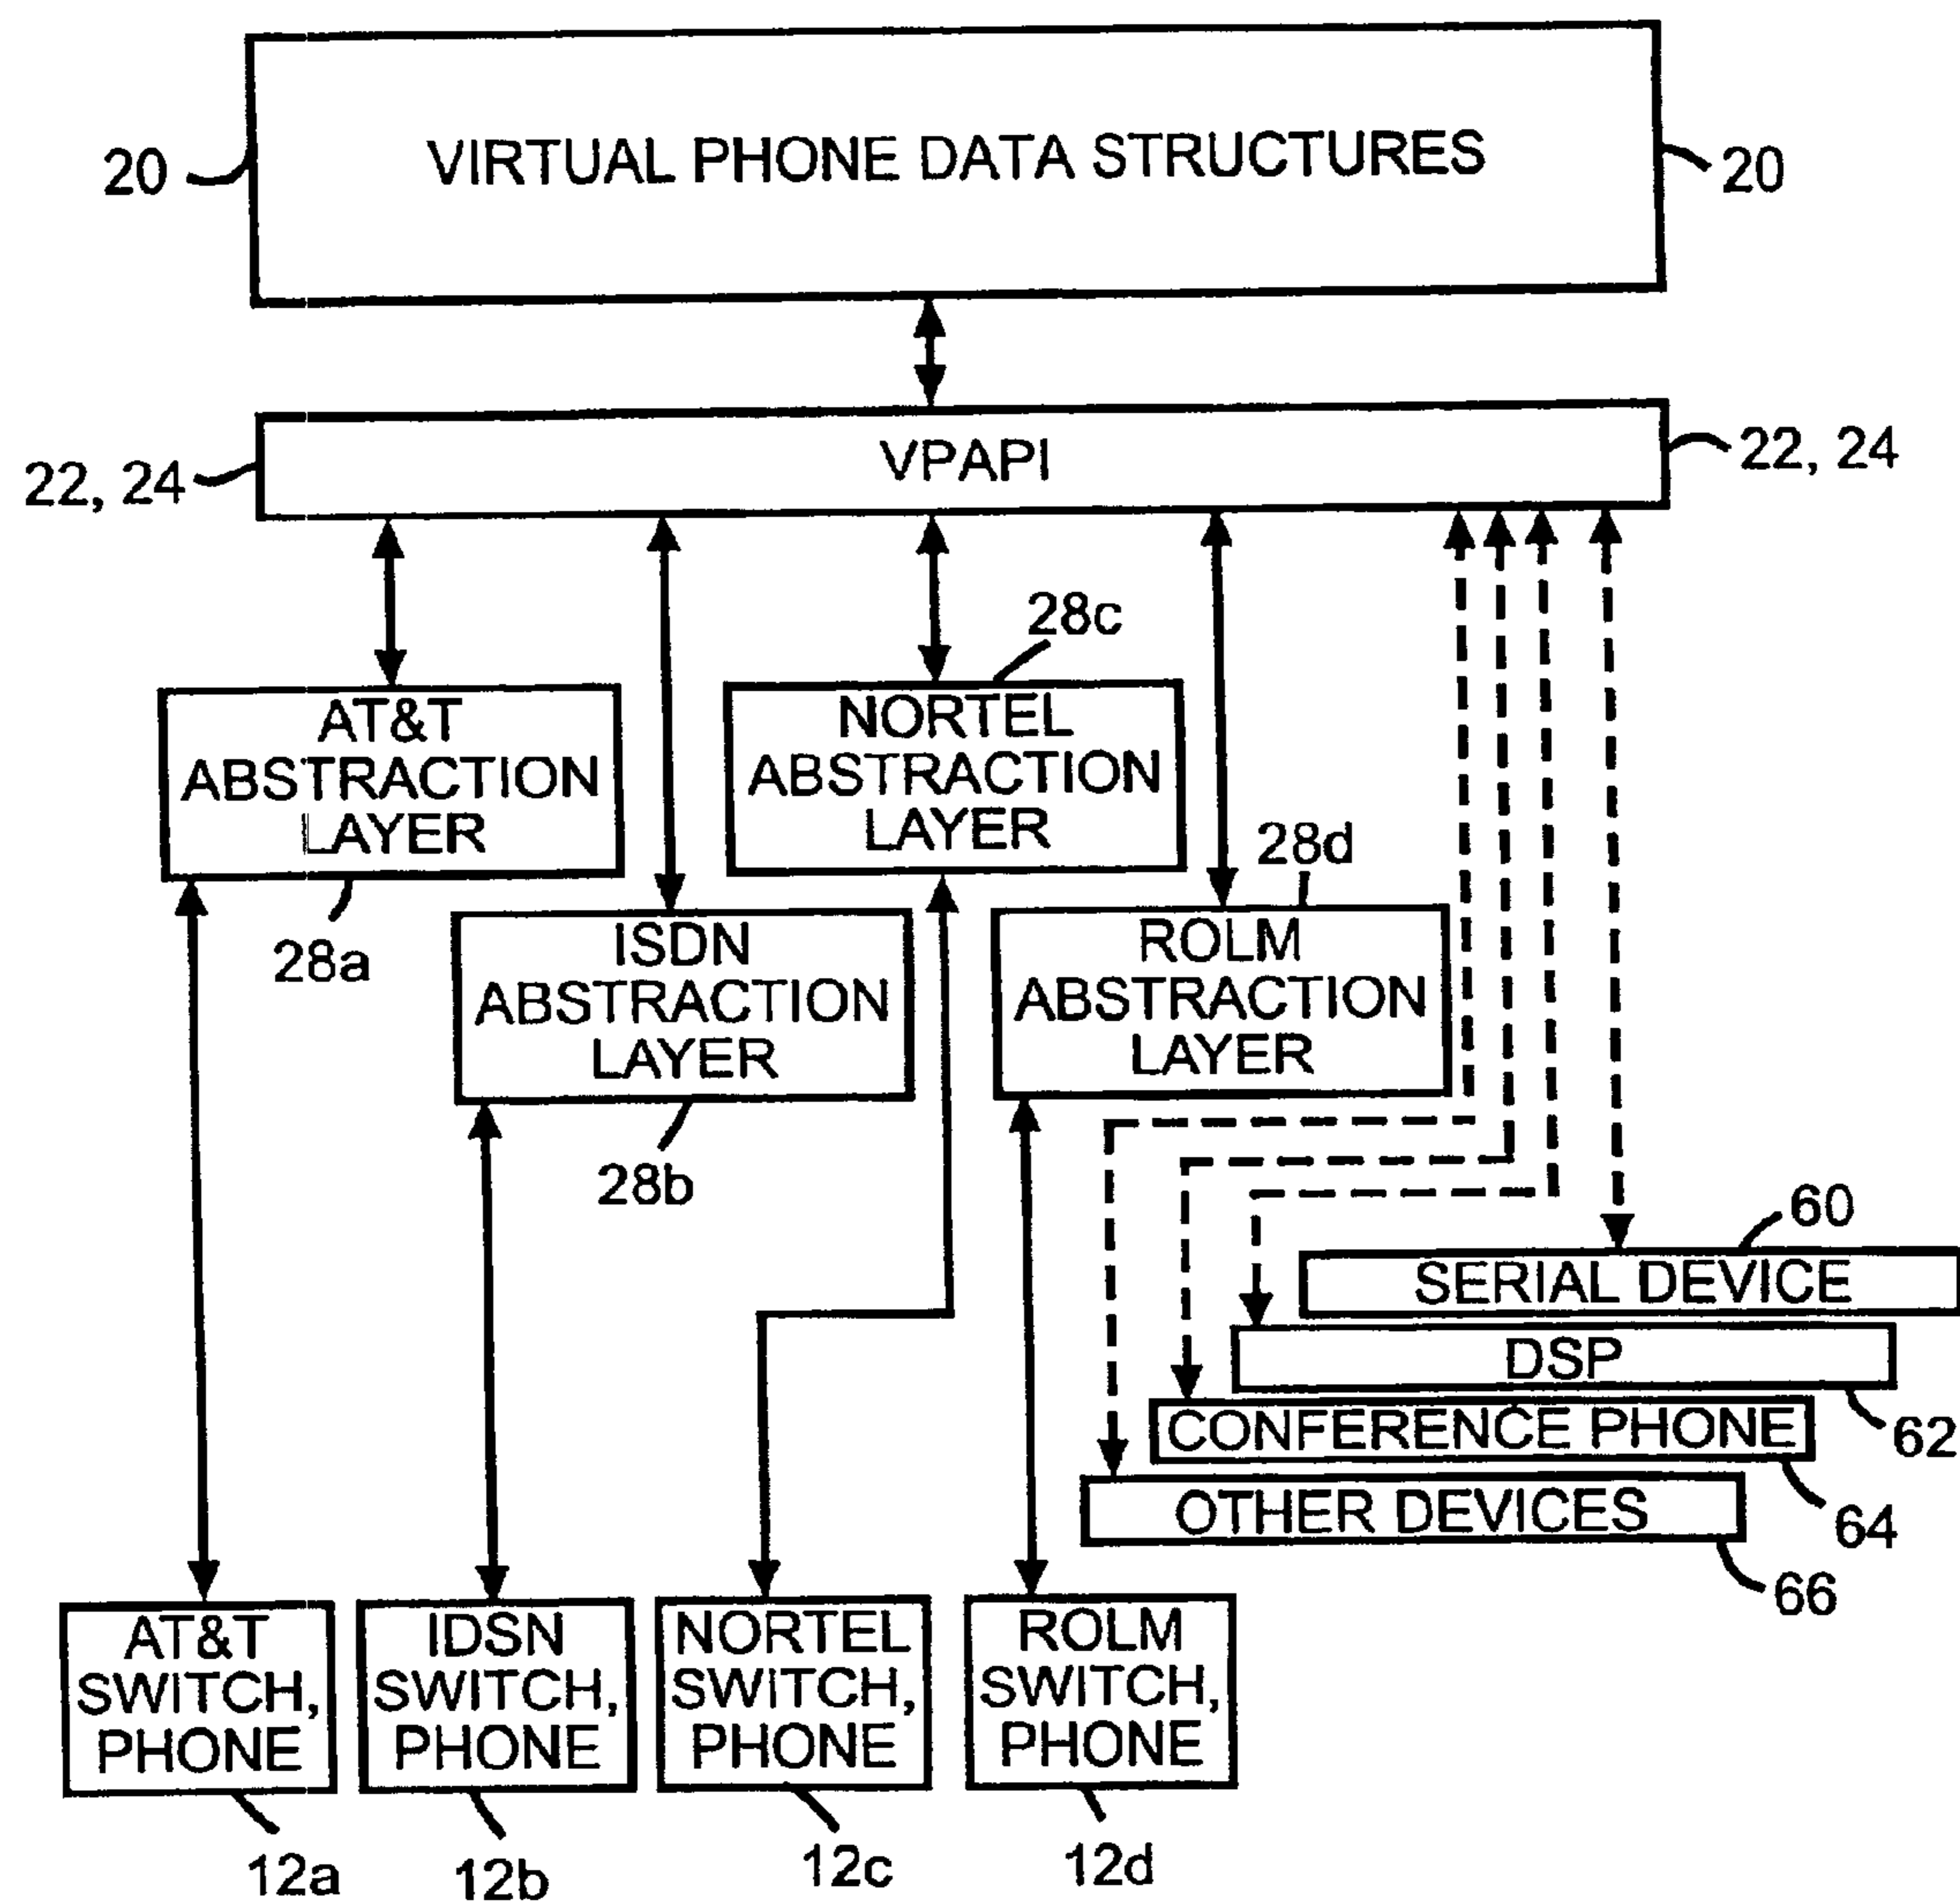 VIRTUAL PHONE DATA STRUCTURES
20
20
VPAPI
22, 24
22, 24
28c
AT&T
ABSTRACTION
LAYER
NORTEL
ABSTRACTION
LAYER
28d
28a
ISDN
ABSTRACTION
LAYER
ROLM
ABSTRACTION
LAYER
28b
60
SERIAL DEVICE
DSP
62
CONFERENCE PHONE
64
OTHER DEVICES
66
AT&T
SWITCH,
PHONE
IDSN
SWITCH,
PHONE
NORTEL
SWITCH,
PHONE
ROLM
SWITCH,
PHONE
12a
12b
12c
12d